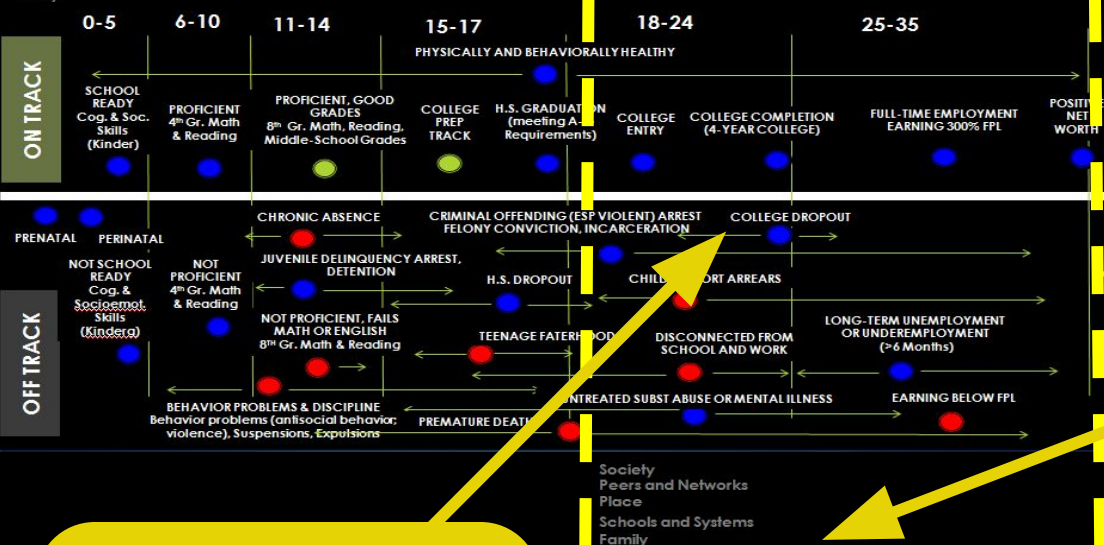 0-5
6-10
11-14
15-17
18-24
25-35
ON TRACK
PHYSICALLY AND BEHAVIORALLY HEALTHY
SCHOOL
READY
Cog. & Soc.
Skills
(Kinder)
PROFICIENT
4th Gr. Math
& Reading
PROFICIENT, GOOD
GRADES
8th Gr. Math, Reading,
Middle-School Grades
COLLEGE
PREP
TRACK
H.S. GRADUATION
(meeting A-
Requirements)
COLLEGE
ENTRY
COLLEGE COMPLETION
(4-YEAR COLLEGE)
FULL-TIME EMPLOYMENT
EARNING 300% FPL
POSITIVE
NET
WORTH
OFF TRACK
PRENATAL
PERINATAL
NOT SCHOOL
READY
Cog. &
Socioemot.
Skills
(Kinderg)
NOT
PROFICIENT
4th Gr. Math
& Reading
CHRONIC ABSENCE
JUVENILE DELINQUENCY ARREST,
DETENTION
NOT PROFICIENT, FAILS
MATH OR ENGLISH
8TH Gr. Math & Reading
BEHAVIOR PROBLEMS & DISCIPLINE
Behavior problems (antisocial behavior;
violence), Suspensions, Expulsions
CRIMINAL OFFENDING (ESP VIOLENT) ARREST
FELONY CONVICTION, INCARCERATION
H.S. DROPOUT
TEENAGE FATERHOOD
PREMATURE DEATH
COLLEGE DROPOUT
ARREARS
DISCONNECTED FROM
SCHOOL AND WORK
LONG-TERM UNEMPLOYMENT
OR UNDEREMPLOYMENT
(>6 Months)
UNTREATED SUBST ABUSE OR MENTAL ILLNESS
EARNING BELOW FPL
Society
Peers and Networks
Place
Schools and Systems
Family